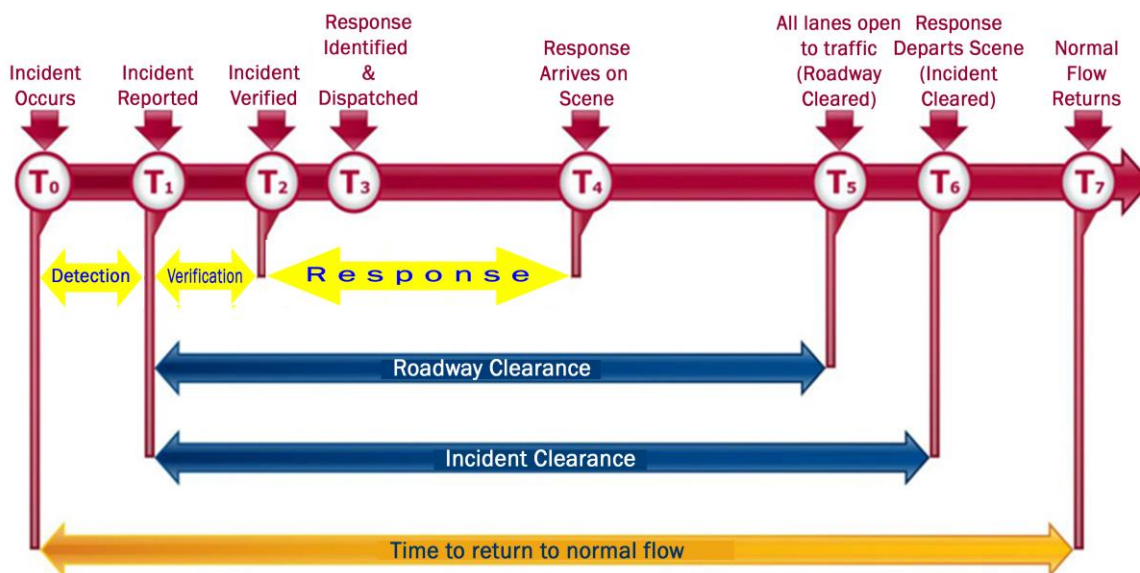 Incident
Occurs
Incident
Reported
Incident
Verified
Response
Identified
&
Dispatched
Response
Arrives on
Scene
All lanes open
to traffic
(Roadway
Cleared)
Response
Departs Scene
(Incident
Cleared)
Normal
Flow
Returns
T₀
T₁
T₂
T₃
T₄
T₅
T₆
T₇
Detection
Verification
Response
Roadway Clearance
Incident Clearance
Time to return to normal flow